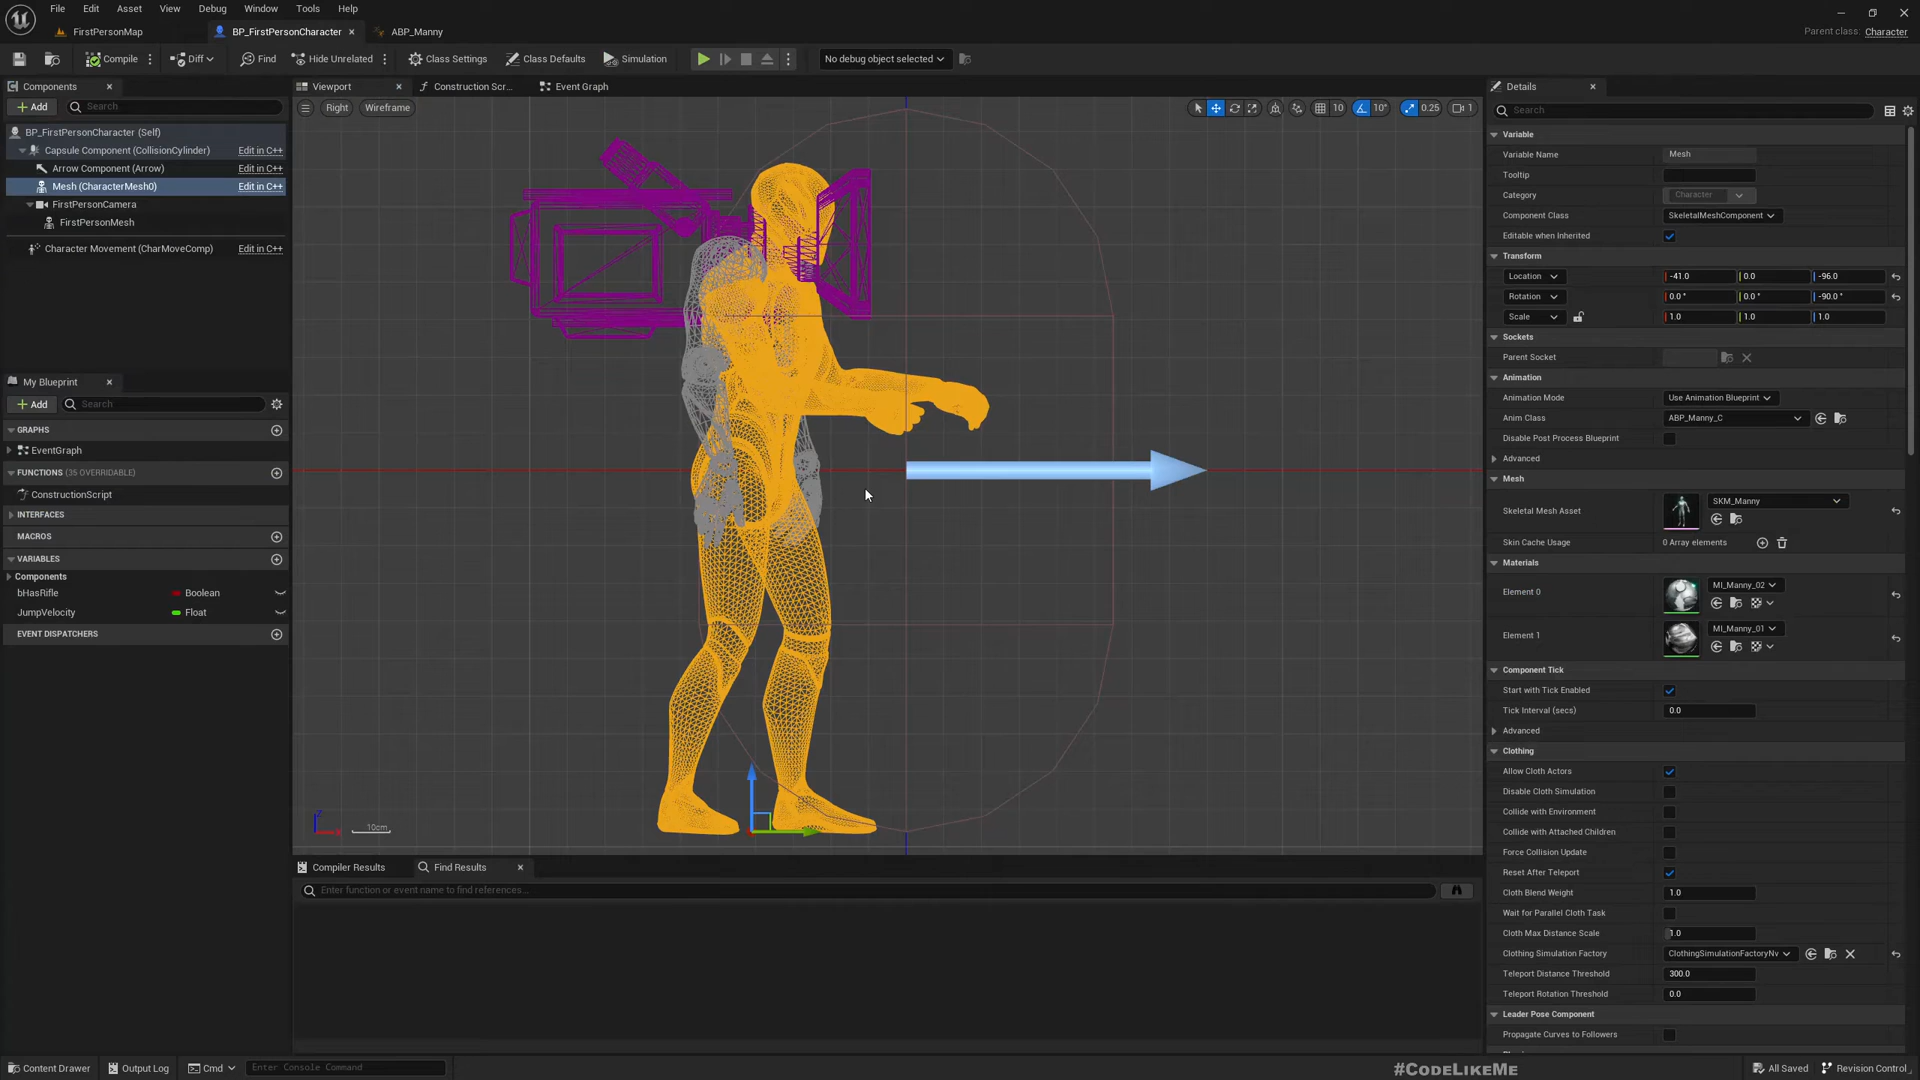 File Edit Asset View Debug Window Tools Help
FirstPersonMap BP_FirstPersonCharacter ABP_Manny Parent class: Character
Compile Diff Find Hide Unrelated Class Settings Class Defaults Simulation No debug object selected
Components
Add Search
BP_FirstPersonCharacter (Self)
Capsule Component (CollisionCylinder) Edit in C++
Arrow Component (Arrow) Edit in C++
Mesh (CharacterMesh0) Edit in C++
FirstPersonCamera
FirstPersonMesh
Character Movement (CharMoveComp) Edit in C++
My Blueprint
Add Search
GRAPHS
EventGraph
FUNCTIONS (35 OVERRIDABLE)
ConstructionScript
INTERFACES
MACROS
VARIABLES
Components
bHasRifle Boolean
JumpVelocity Float
EVENT DISPATCHERS
Viewport Construction Scr... Event Graph
Right Wireframe 10 10° 0.25 1
Z
X
10cm
Compiler Results Find Results
Enter function or event name to find references...
Details
Search
Variable
Variable Name Mesh
Tooltip
Category Character
Component Class SkeletalMeshComponent
Editable when Inherited
Transform
Location -41.0 0.0 -96.0
Rotation 0.0° 0.0° -90.0°
Scale 1.0 1.0 1.0
Sockets
Parent Socket
Animation
Animation Mode Use Animation Blueprint
Anim Class ABP_Manny_C
Disable Post Process Blueprint
Advanced
Mesh
Skeletal Mesh Asset SKM_Manny
Skin Cache Usage 0 Array elements
Materials
Element 0 MI_Manny_02
Element 1 MI_Manny_01
Component Tick
Start with Tick Enabled
Tick Interval (secs) 0.0
Advanced
Clothing
Allow Cloth Actors
Disable Cloth Simulation
Collide with Environment
Collide with Attached Children
Force Collision Update
Reset After Teleport
Cloth Blend Weight 1.0
Wait for Parallel Cloth Task
Cloth Max Distance Scale 1.0
Clothing Simulation Factory ClothingSimulationFactoryNv
Teleport Distance Threshold 300.0
Teleport Rotation Threshold 0.0
Leader Pose Component
Propagate Curves to Followers
Content Drawer Output Log Cmd Enter Console Command #CodeLikeMe All Saved Revision Control